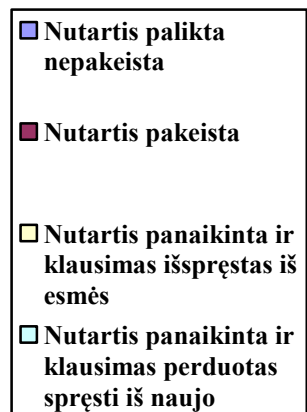 Nutartis palikta
nepakeista
Nutartis pakeista
Nutartis panaikinta ir
klausimas išspręstas iš
esmės
Nutartis panaikinta ir
klausimas perduotas
spręsti iš naujo